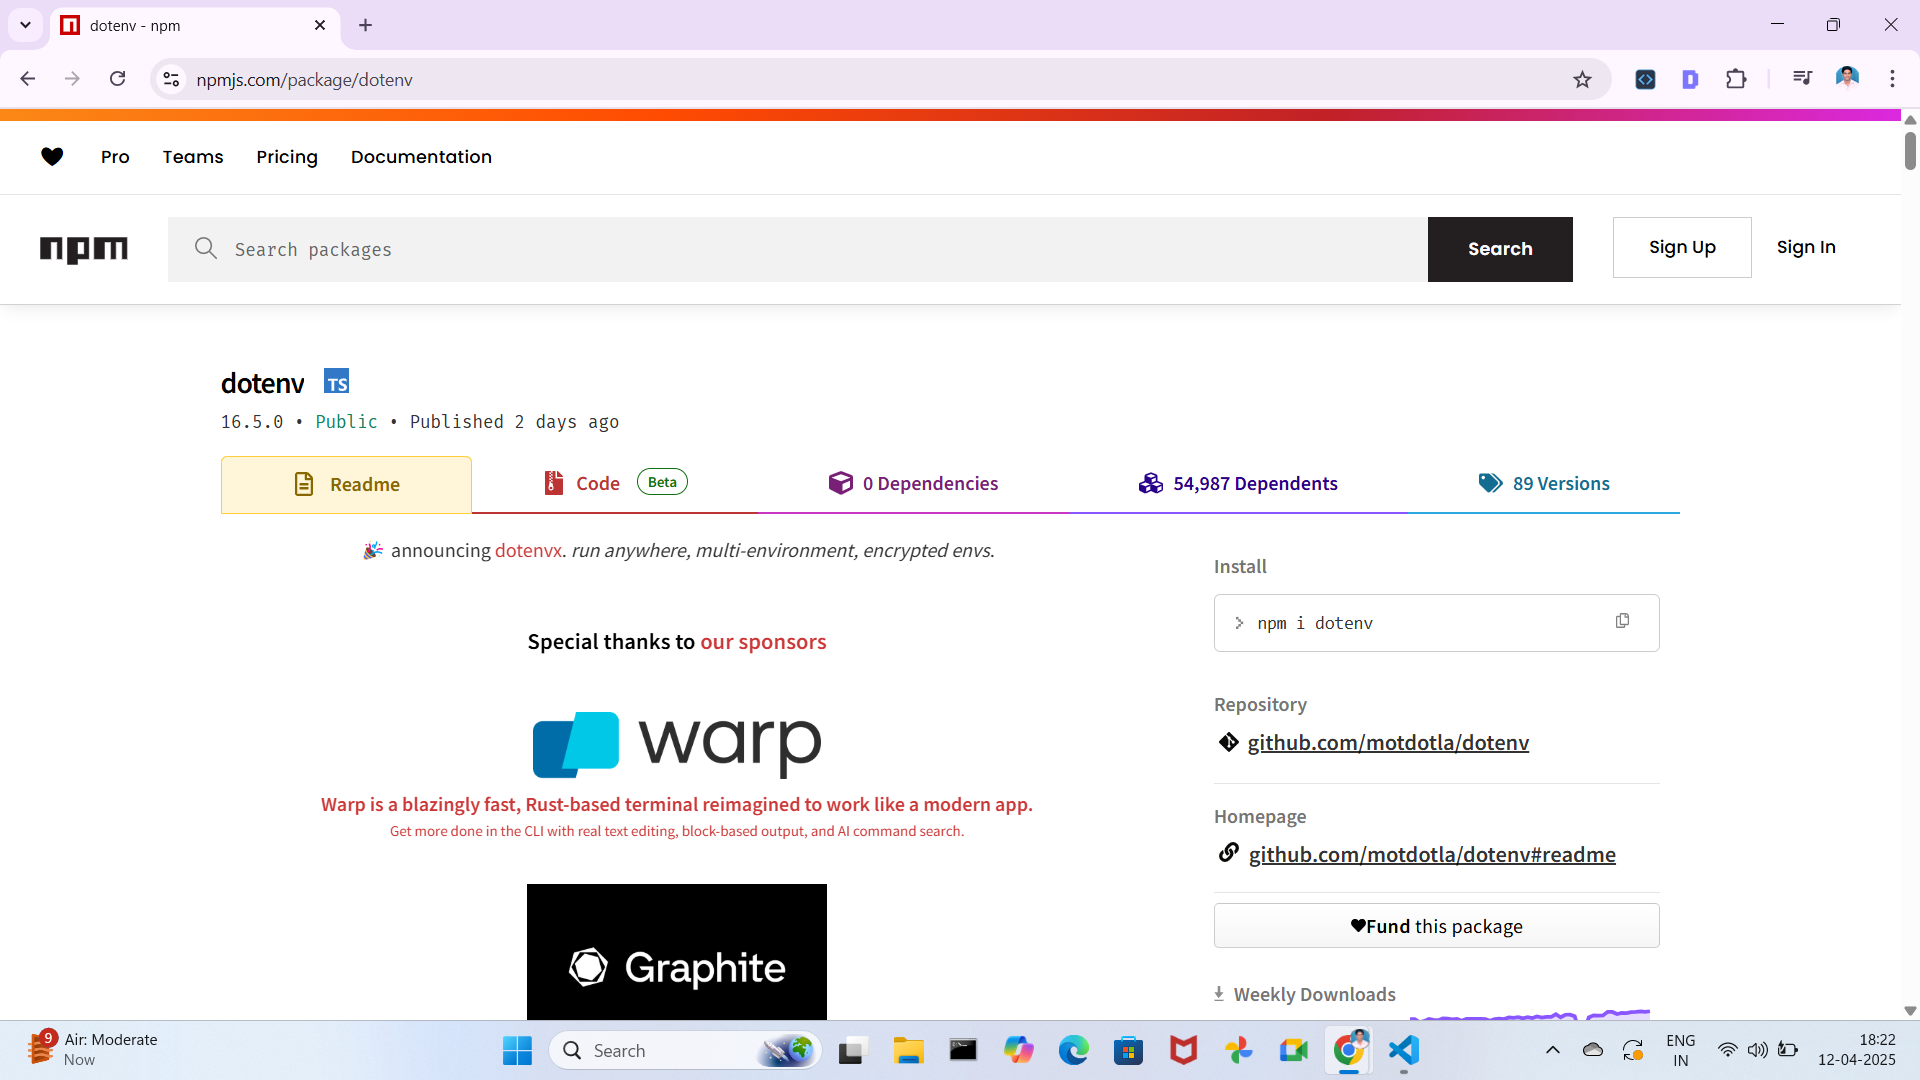 dotenv - npm
npmjs.com/package/dotenv
Pro Teams Pricing Documentation
npm
Search packages
Search
Sign Up
Sign In
dotenv TS
16.5.0 • Public • Published 2 days ago
Readme
Code Beta
0 Dependencies
54,987 Dependents
89 Versions
🎉 announcing dotenvx. run anywhere, multi-environment, encrypted envs.
Special thanks to our sponsors
warp
Warp is a blazingly fast, Rust-based terminal reimagined to work like a modern app.
Get more done in the CLI with real text editing, block-based output, and AI command search.
Graphite
Install
> npm i dotenv
Repository
github.com/motdotla/dotenv
Homepage
github.com/motdotla/dotenv#readme
Fund this package
Weekly Downloads
9
Air: Moderate
Now
Search
ENG
IN
18:22
12-04-2025